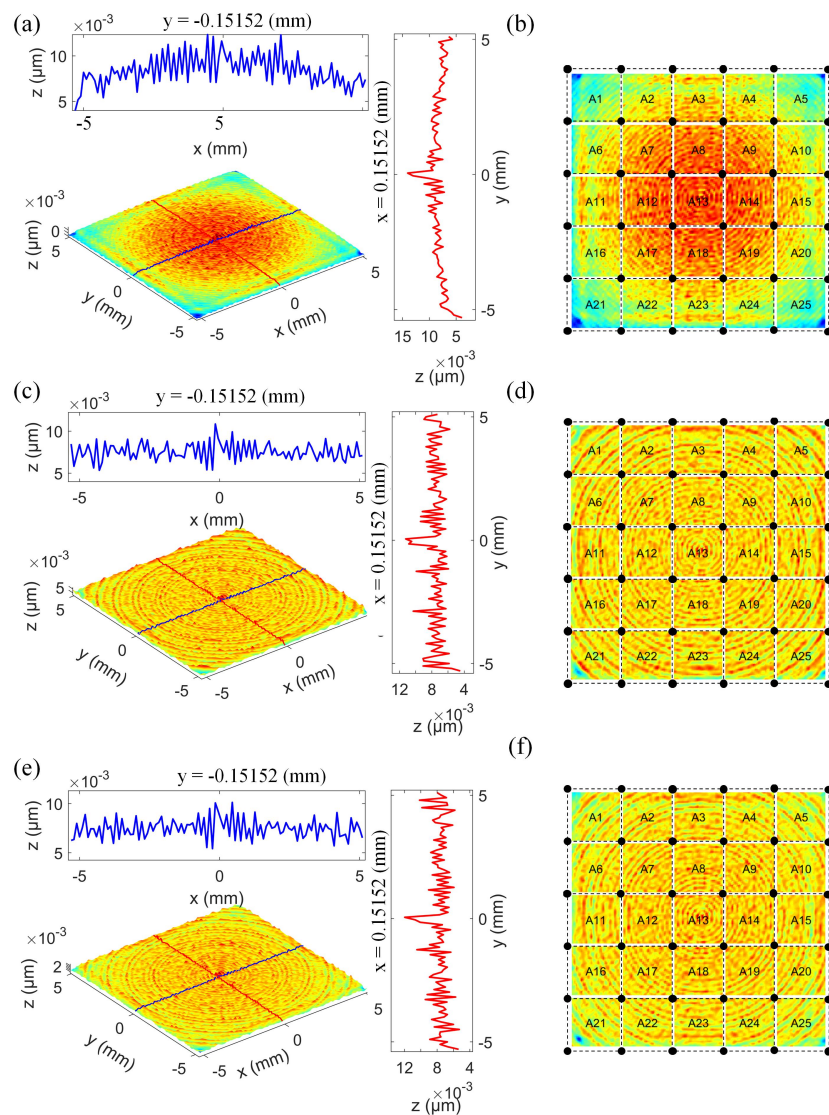 (a)
y = -0.15152 (mm)
×10⁻³
z (µm)
10
5
-5
5
x (mm)
×10⁻³
z (µm)
0
5
y (mm)
0
-5
-5
x (mm)
0
5
x = 0.15152 (mm)
5
0
-5
y (mm)
15 10 5
×10⁻³
z (µm)
(b)
A1 A2 A3 A4 A5
A6 A7 A8 A9 A10
A11 A12 A13 A14 A15
A16 A17 A18 A19 A20
A21 A22 A23 A24 A25
(c)
y = -0.15152 (mm)
×10⁻³
z (µm)
10
5
-5 0 5
x (mm)
×10⁻³
z (µm)
5
5
y (mm)
0
-5
-5
x (mm)
0
5
x = 0.15152 (mm)
5
0
-5
y (mm)
12 8 4
×10⁻³
z (µm)
(d)
A1 A2 A3 A4 A5
A6 A7 A8 A9 A10
A11 A12 A13 A14 A15
A16 A17 A18 A19 A20
A21 A22 A23 A24 A25
(e)
y = -0.15152 (mm)
×10⁻³
z (µm)
10
5
-5 0 5
x (mm)
×10⁻³
z (µm)
2
5
y (mm)
0
-5
-5
x (mm)
0
5
x = 0.15152 (mm)
5
0
-5
y (mm)
12 8 4
×10⁻³
z (µm)
(f)
A1 A2 A3 A4 A5
A6 A7 A8 A9 A10
A11 A12 A13 A14 A15
A16 A17 A18 A19 A20
A21 A22 A23 A24 A25